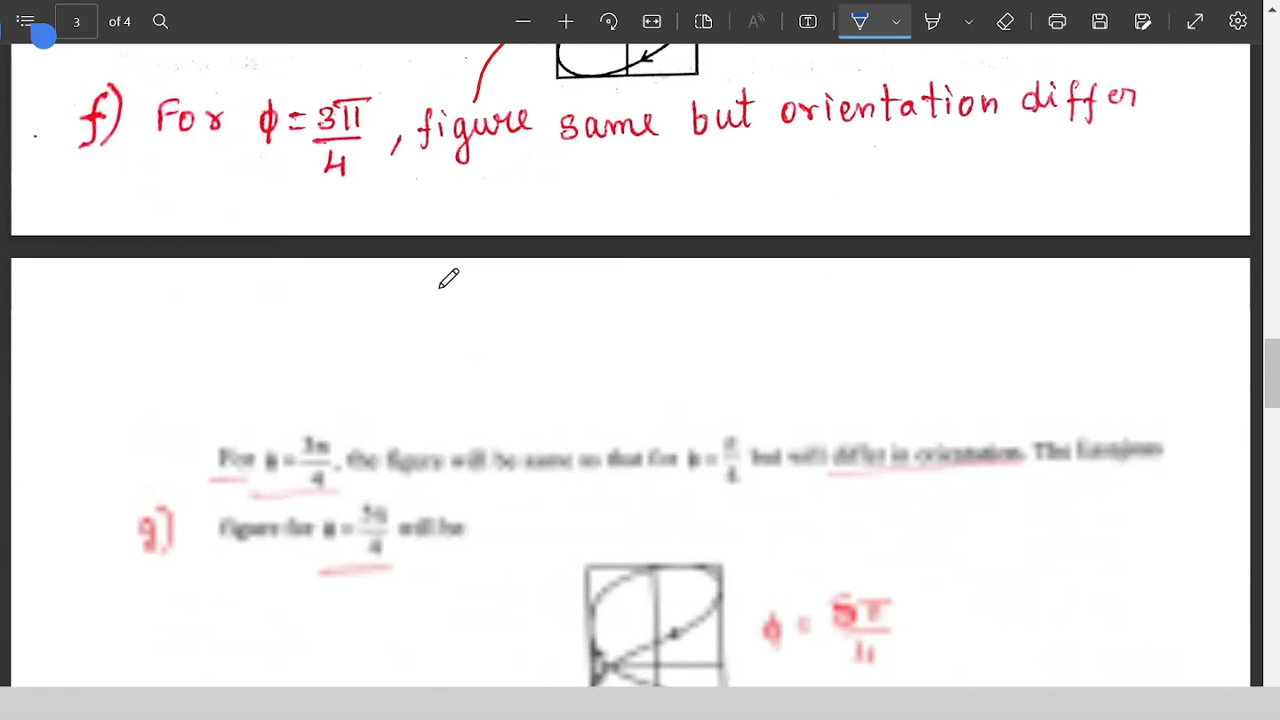 3 of 4
f) For ϕ = 3π/4, figure same but orientation differ
For = 3π/4, the figure will be same as that for = π/4 but will differ in orientation. The
g) Figure for = 5π/4 will be
ϕ = 5π/4